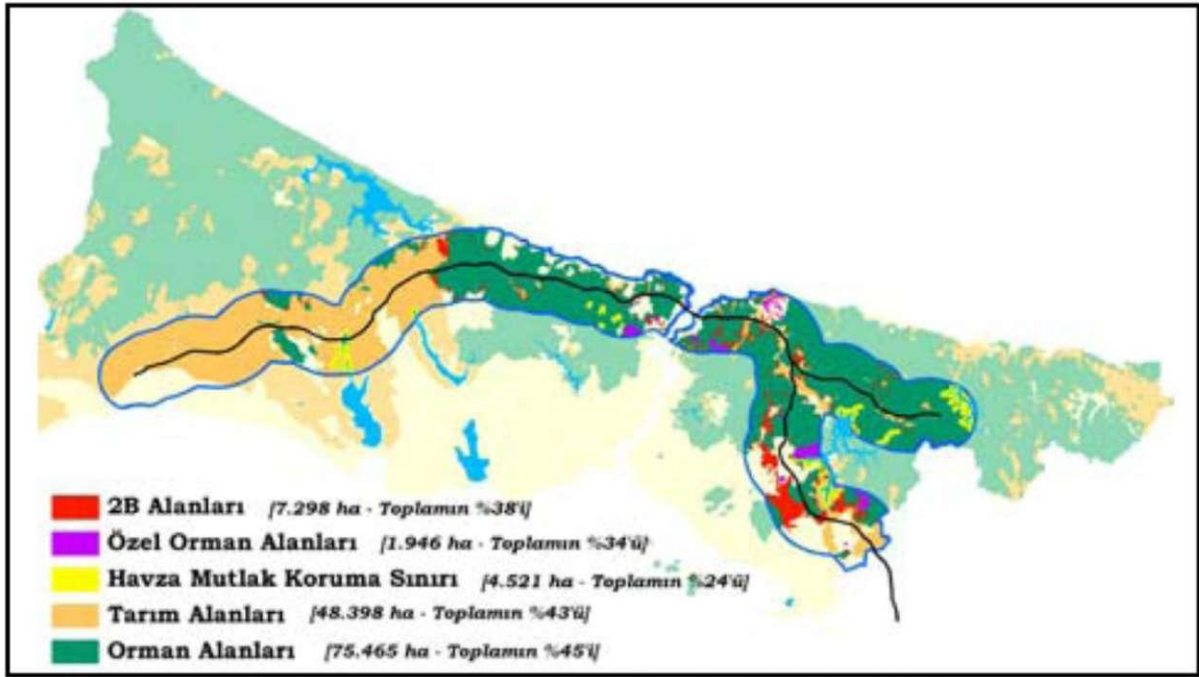 2B Alanları [7.298 ha - Toplamın %38'i]
Özel Orman Alanları [1.946 ha - Toplamın %34'ü]
Havza Mutlak Koruma Sınırı [4.521 ha - Toplamın %24'ü]
Tarım Alanları [48.398 ha - Toplamın %43'ü]
Orman Alanları [75.465 ha - Toplamın %45'i]